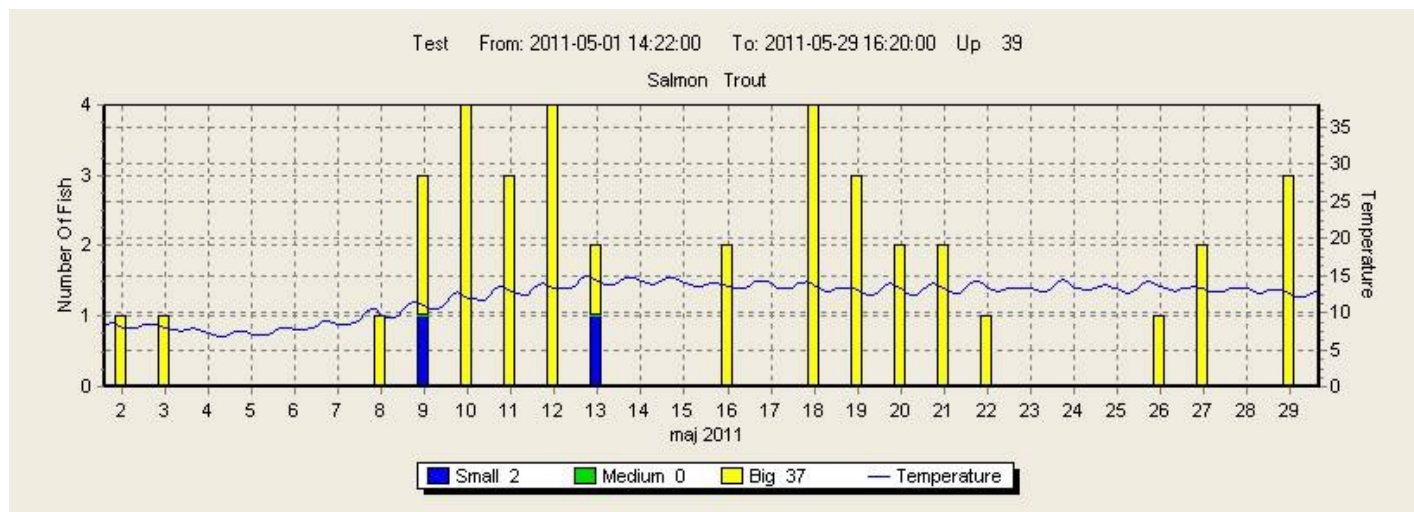 Test From: 2011-05-01 14:22:00 To: 2011-05-29 16:20:00 Up 39
Salmon Trout
Number Of Fish
4
3
2
1
0
Temperature
35
30
25
20
15
10
5
0
2 3 4 5 6 7 8 9 10 11 12 13 14 15 16 17 18 19 20 21 22 23 24 25 26 27 28 29
maj 2011
Small 2 Medium 0 Big 37 Temperature